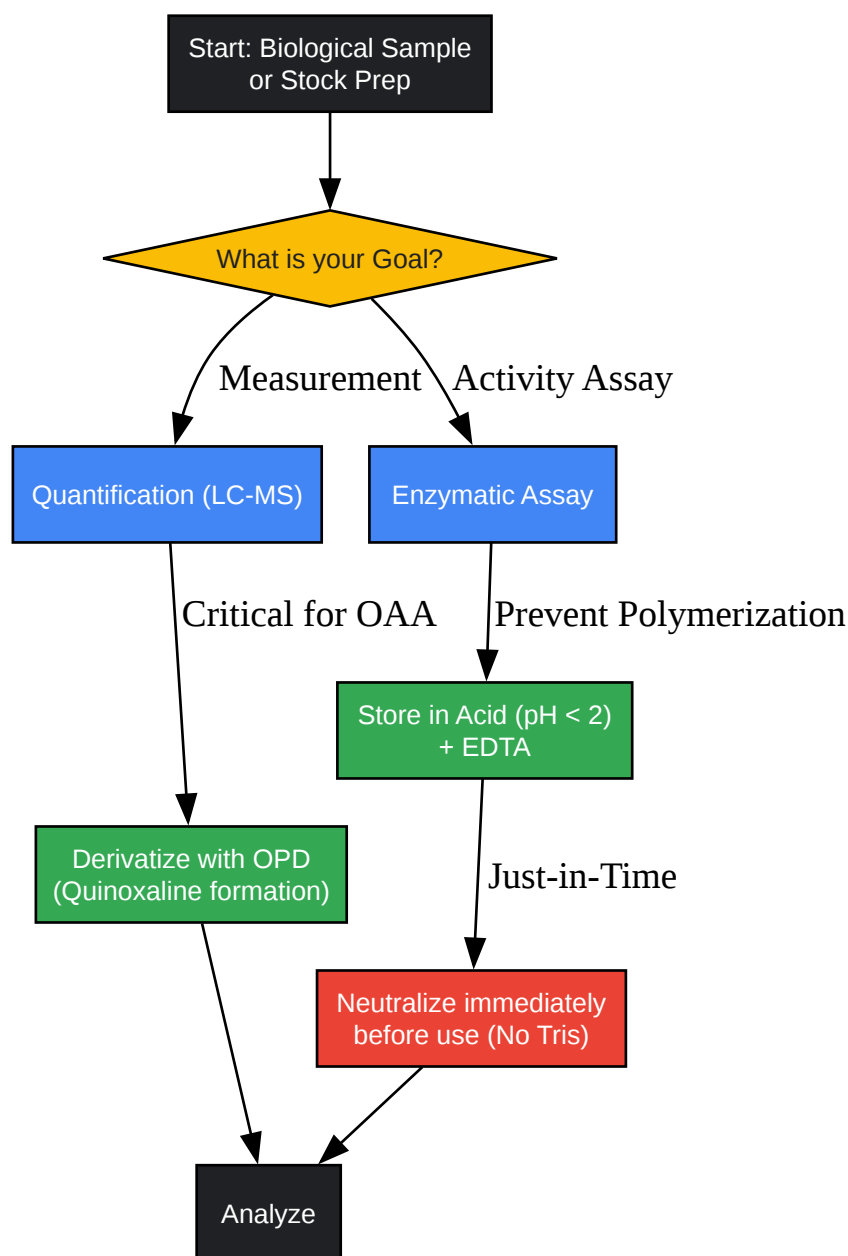 Start: Biological Sample
or Stock Prep
What is your Goal?
Measurement
Activity Assay
Quantification (LC-MS)
Enzymatic Assay
Critical for OAA
Prevent Polymerization
Store in Acid (pH < 2)
+ EDTA
Derivatize with OPD
(Quinoxaline formation)
Just-in-Time
Neutralize immediately
before use (No Tris)
Analyze